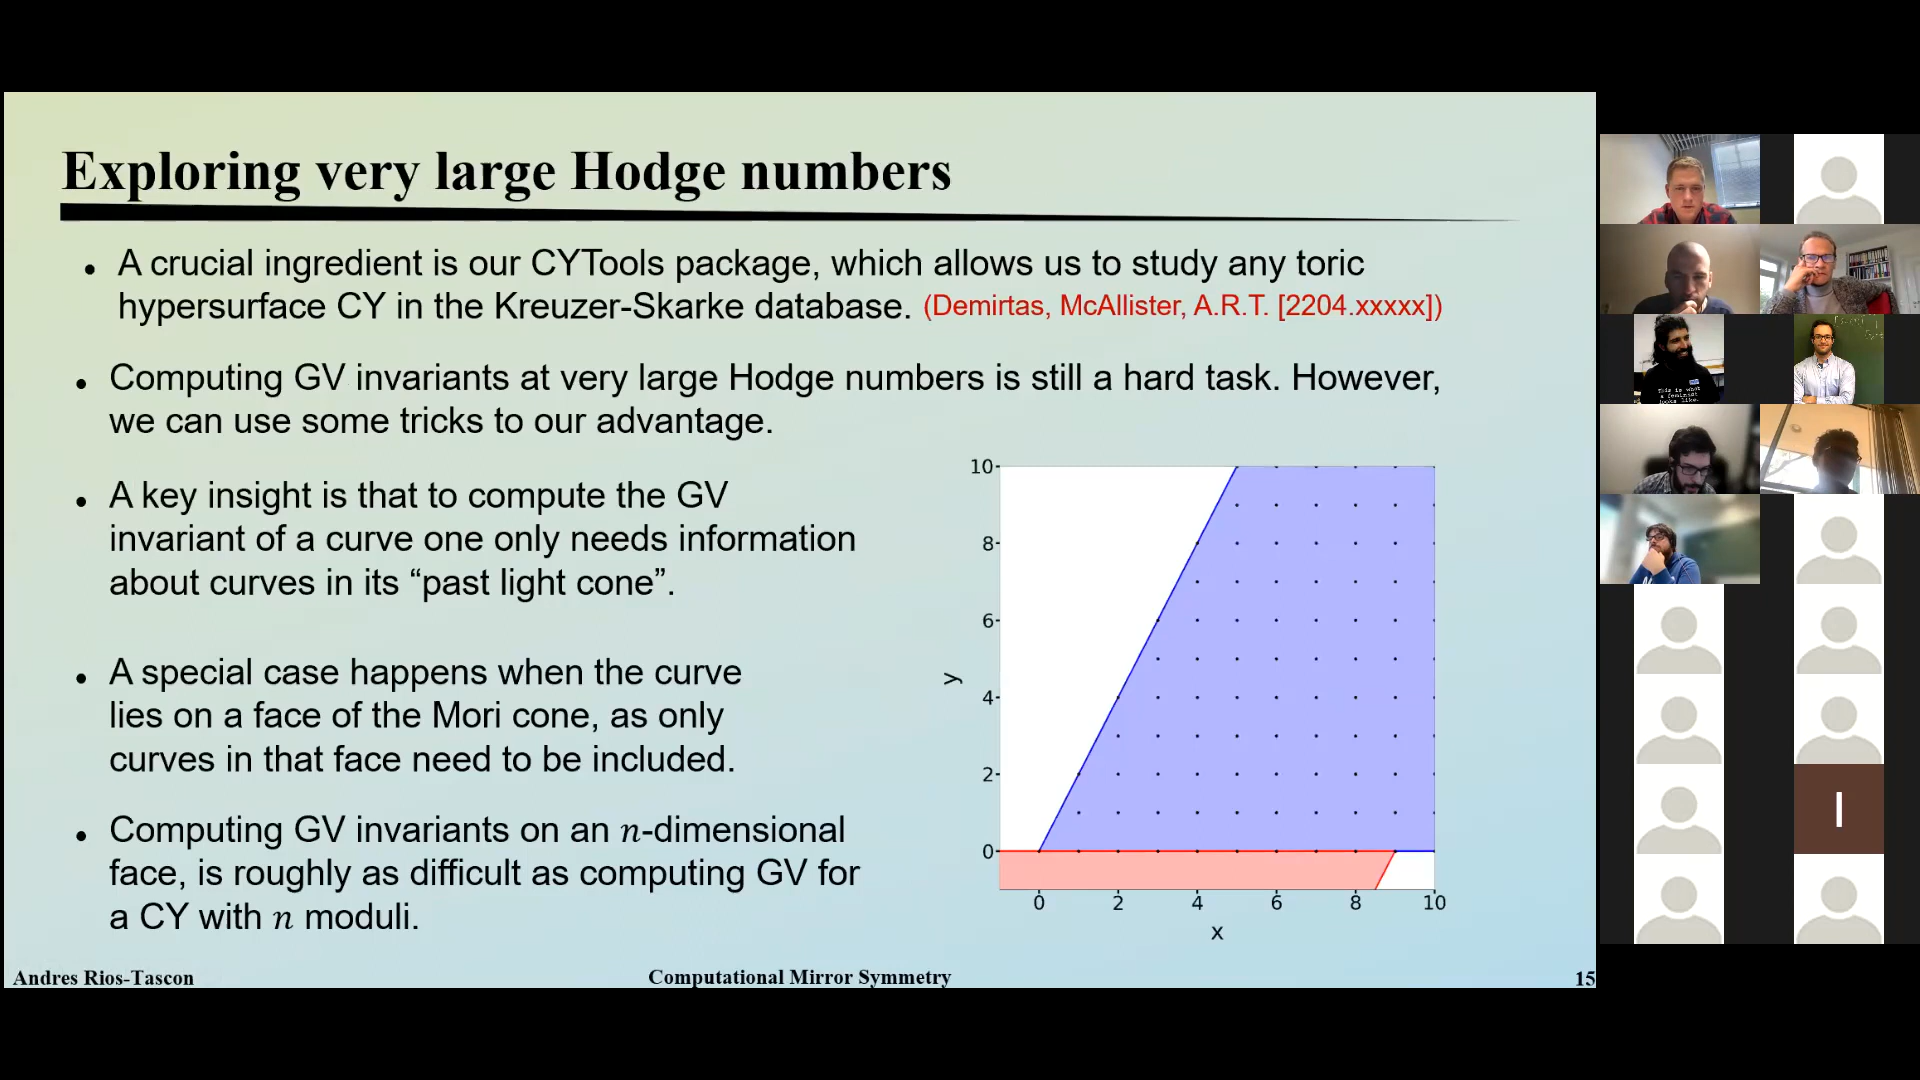 Exploring very large Hodge numbers
• A crucial ingredient is our CYTools package, which allows us to study any toric
hypersurface CY in the Kreuzer-Skarke database. (Demirtas, McAllister, A.R.T. [2204.xxxxx])
• Computing GV invariants at very large Hodge numbers is still a hard task. However,
we can use some tricks to our advantage.
• A key insight is that to compute the GV
invariant of a curve one only needs information
about curves in its “past light cone”.
• A special case happens when the curve
lies on a face of the Mori cone, as only
curves in that face need to be included.
• Computing GV invariants on an n-dimensional
face, is roughly as difficult as computing GV for
a CY with n moduli.
10
8
6
4
2
0
y
0 2 4 6 8 10
x
Andres Rios-Tascon
Computational Mirror Symmetry
15
This is what
a feminist
looks like.
I